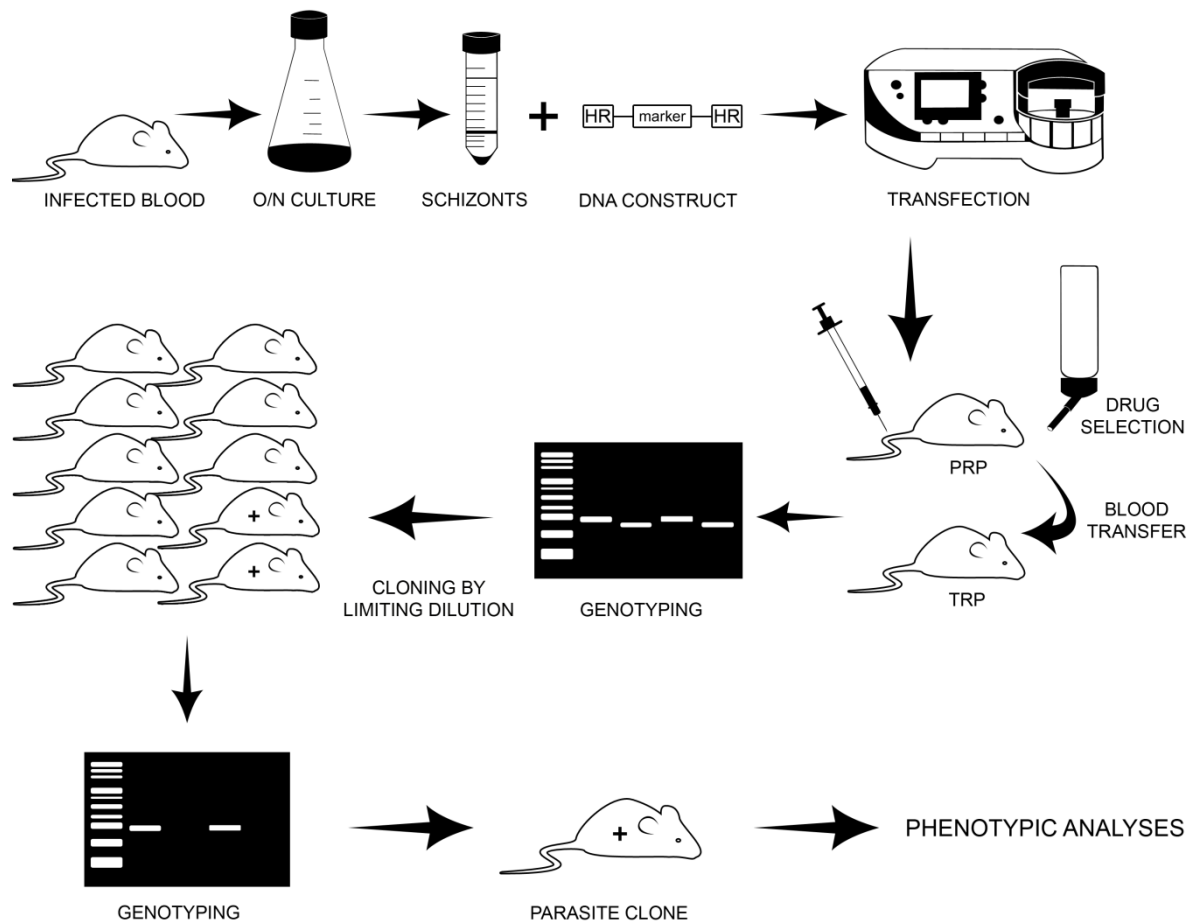 HR
marker
HR
INFECTED BLOOD
O/N CULTURE
SCHIZONTS
+
DNA CONSTRUCT
TRANSFECTION
DRUG
SELECTION
PRP
BLOOD
TRANSFER
TRP
GENOTYPING
CLONING BY
LIMITING DILUTION
+
+
GENOTYPING
+
PARASITE CLONE
PHENOTYPIC ANALYSES